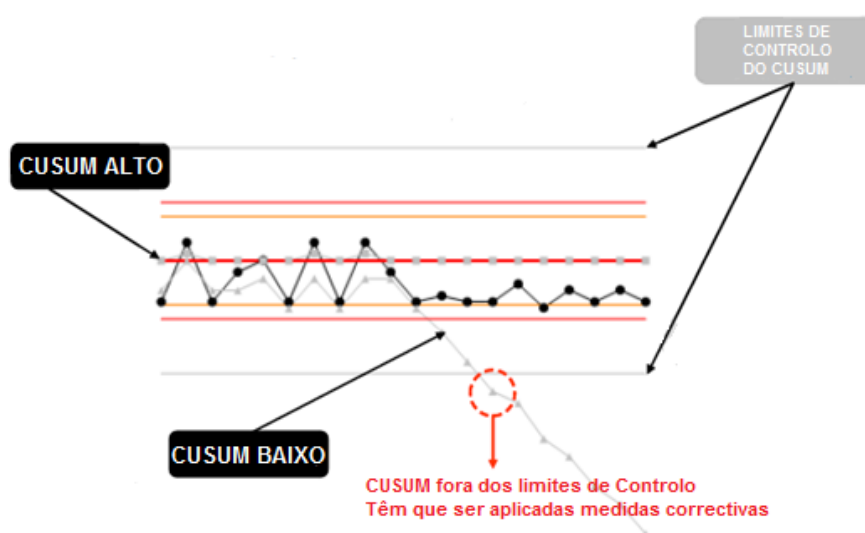 LIMITES DE
CONTROLO
DO CUSUM
CUSUM ALTO
CUSUM BAIXO
CUSUM fora dos limites de Controlo
Têm que ser aplicadas medidas correctivas